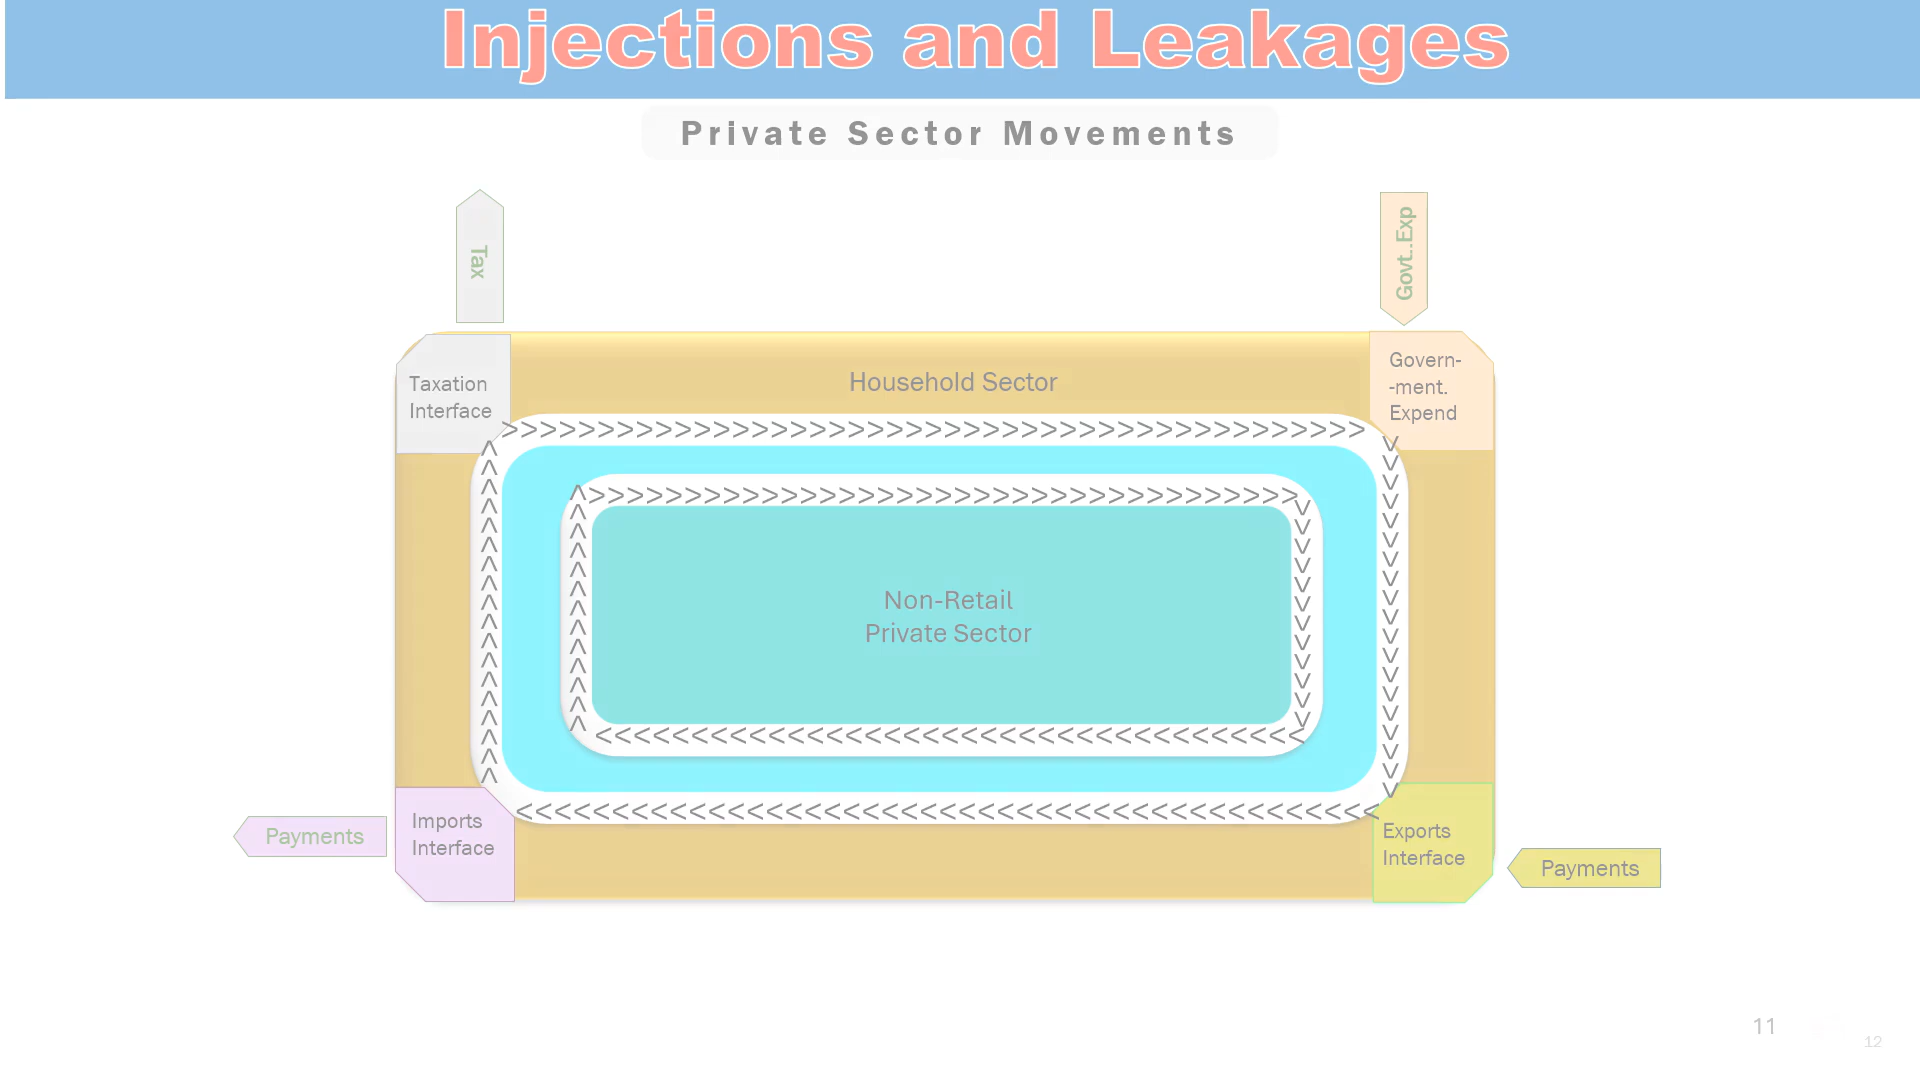 Injections and Leakages
Private Sector Movements
Tax
Govt..Exp
Taxation
Interface
Household Sector
Govern-
-ment.
Expend
>>>>>>>>>>>>>>>>>>>>>>>>>>>>>>>>>>>>>>>>>>>>>
>>>>>>>>>>>>>>>>>>>>>>>>>>>>>>>>>>>>>
Non-Retail
Private Sector
<<<<<<<<<<<<<<<<<<<<<<<<<<<<<<<<<<<<<
<<<<<<<<<<<<<<<<<<<<<<<<<<<<<<<<<<<<<<<<<<<<<
Payments
Imports
Interface
Exports
Interface
Payments
11
12